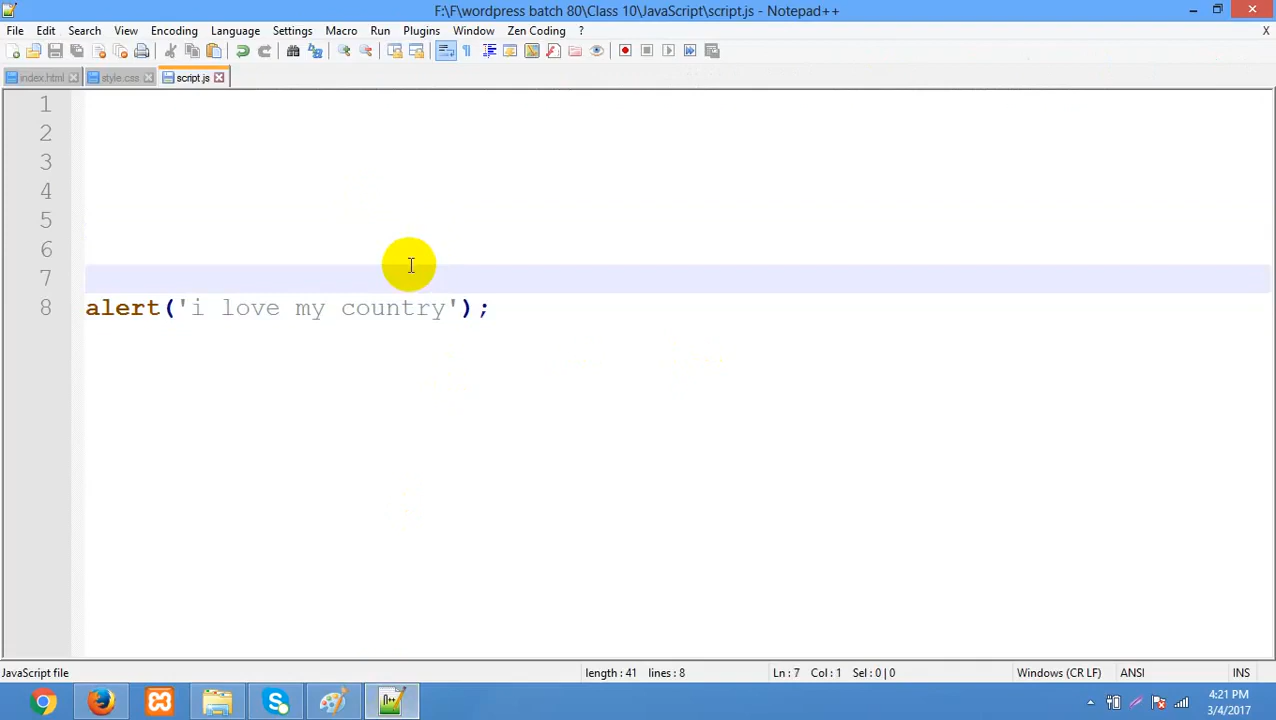 F:\F\wordpress batch 80\Class 10\JavaScript\script.js - Notepad++
File Edit Search View Encoding Language Settings Macro Run Plugins Window Zen Coding ? X
index.html style.css script.js
1
2
3
4
5
6
7
8 alert('i love my country');
JavaScript file length : 41 lines : 8 Ln : 7 Col : 1 Sel : 0 | 0 Windows (CR LF) ANSI INS
4:21 PM
3/4/2017